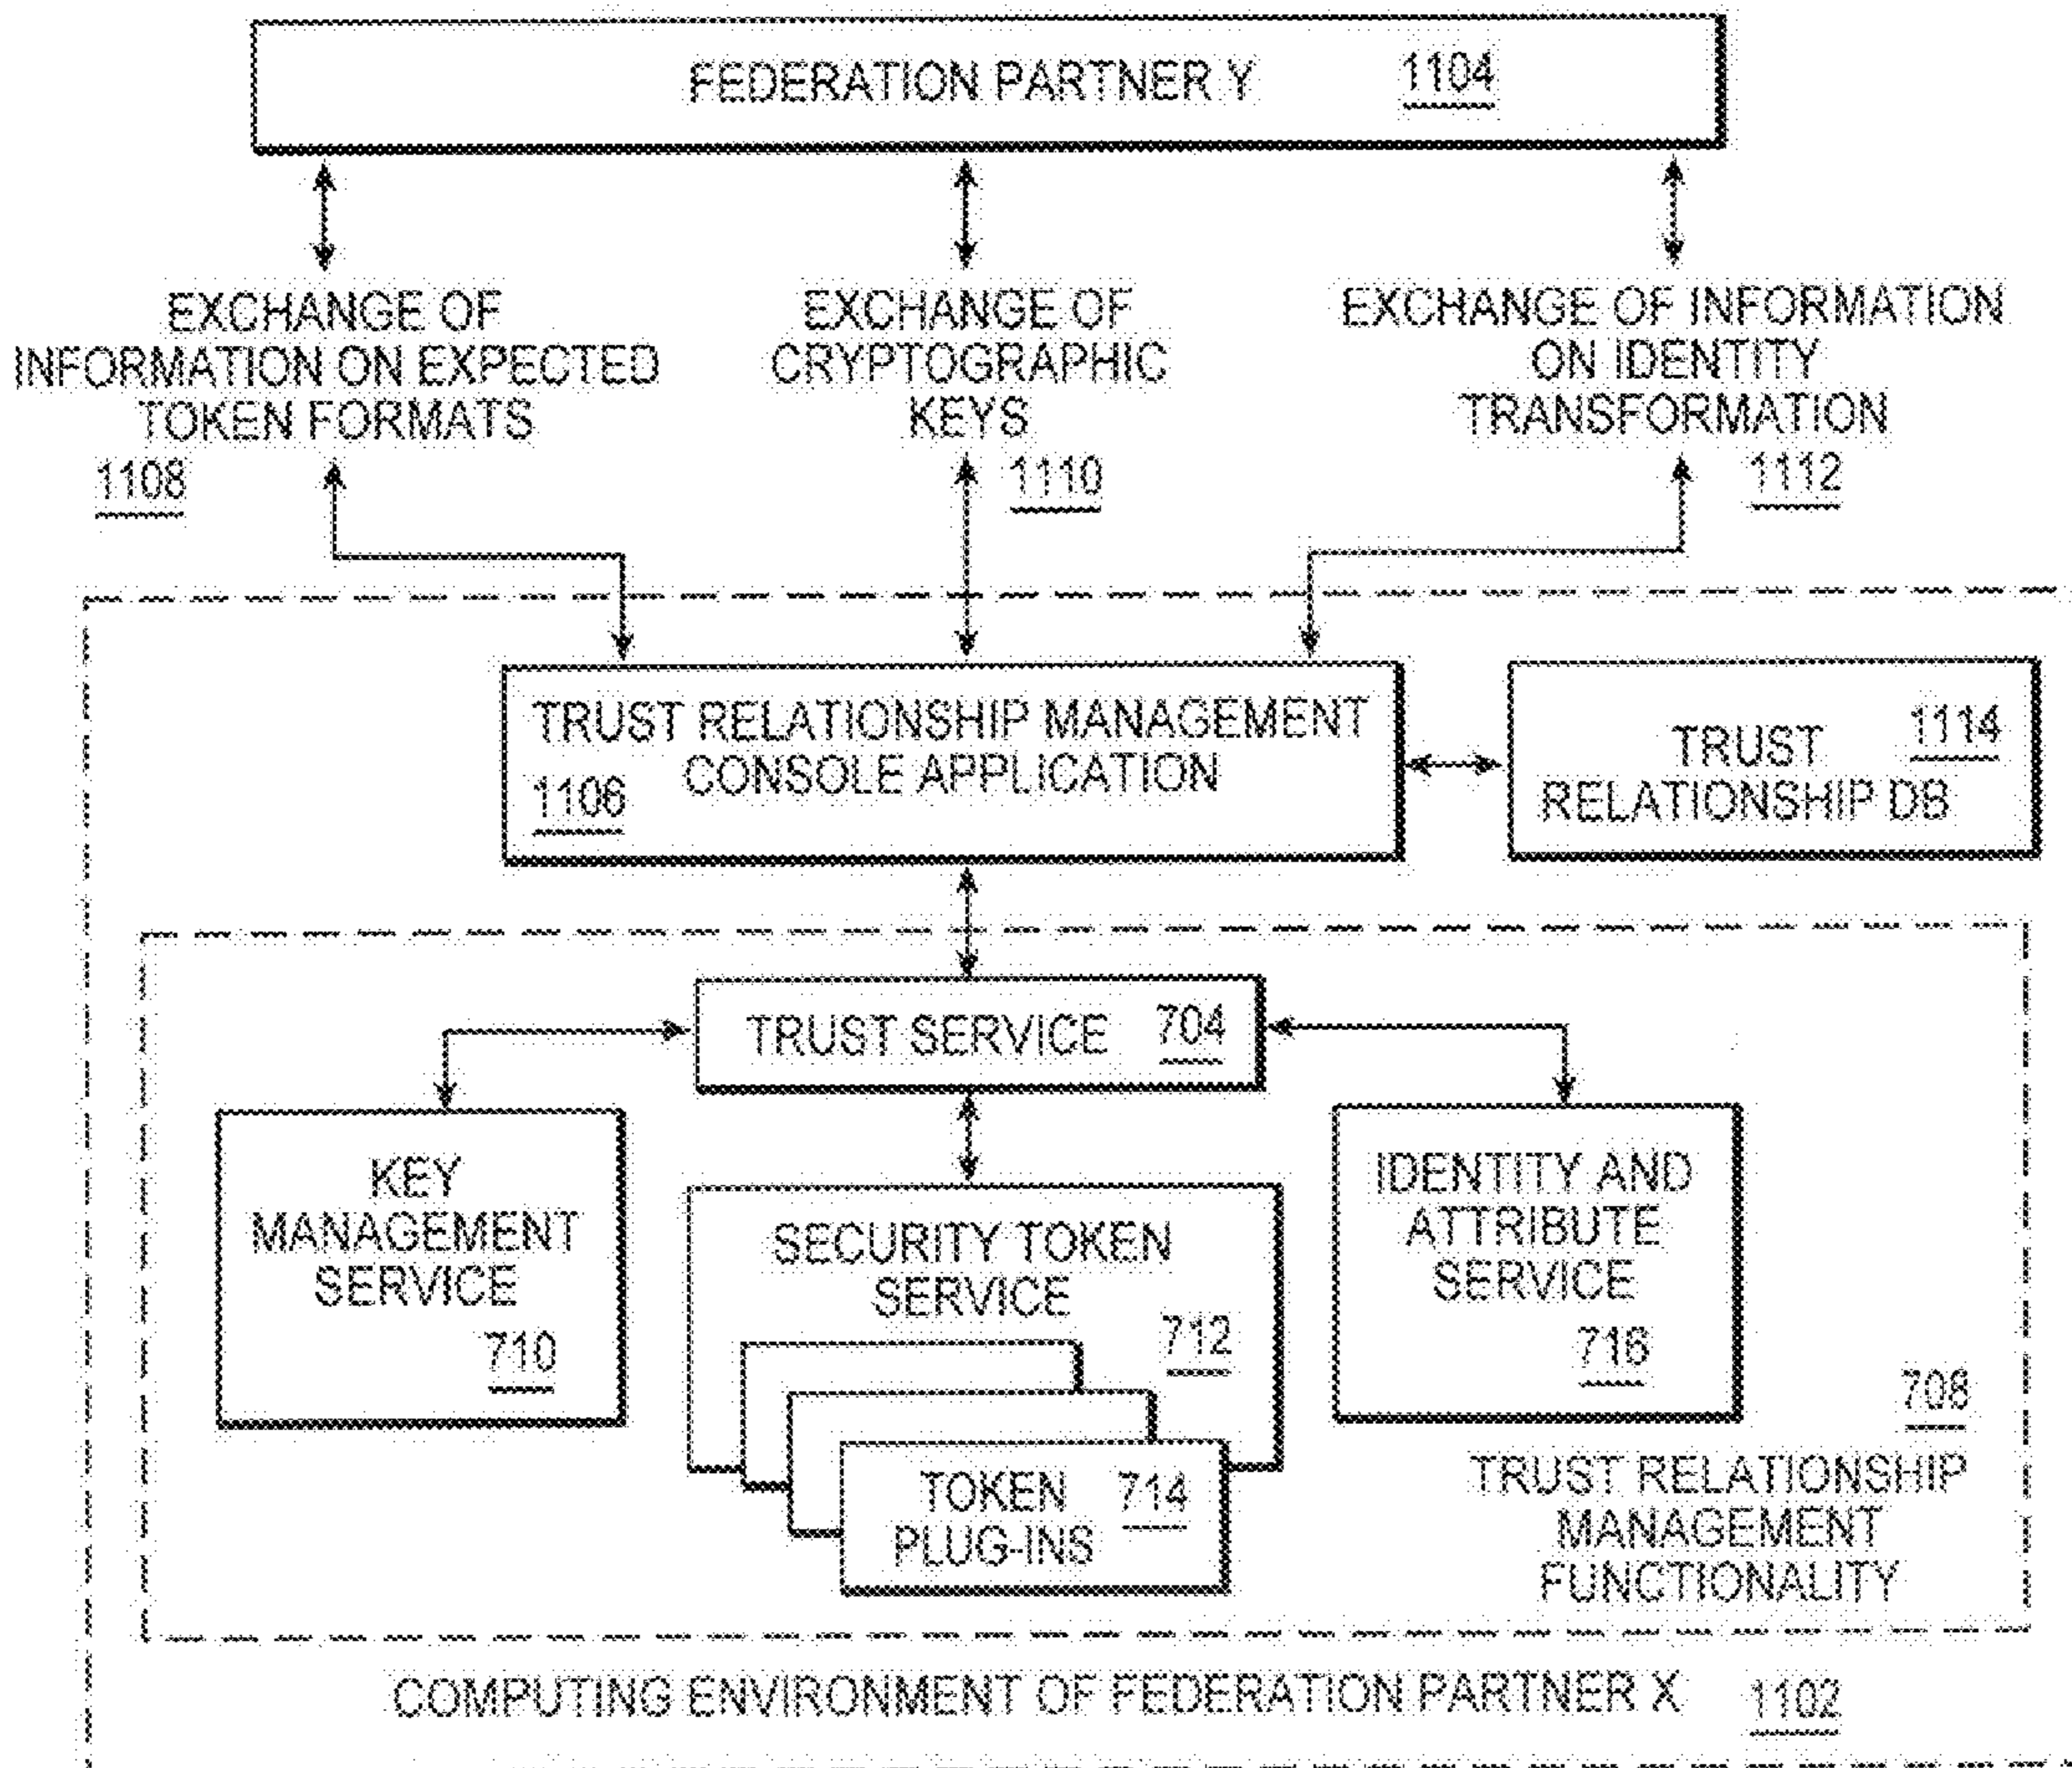 FEDERATION PARTNER Y 1104
EXCHANGE OF
INFORMATION ON EXPECTED
TOKEN FORMATS
1108
EXCHANGE OF
CRYPTOGRAPHIC
KEYS
1110
EXCHANGE OF INFORMATION
ON IDENTITY
TRANSFORMATION
1112
TRUST RELATIONSHIP MANAGEMENT
CONSOLE APPLICATION
1106
1114
TRUST
RELATIONSHIP DB
TRUST SERVICE 704
KEY
MANAGEMENT
SERVICE
710
SECURITY TOKEN
SERVICE
712
TOKEN 714
PLUG-INS
IDENTITY AND
ATTRIBUTE
SERVICE
716
708
TRUST RELATIONSHIP
MANAGEMENT
FUNCTIONALITY
COMPUTING ENVIRONMENT OF FEDERATION PARTNER X 1102